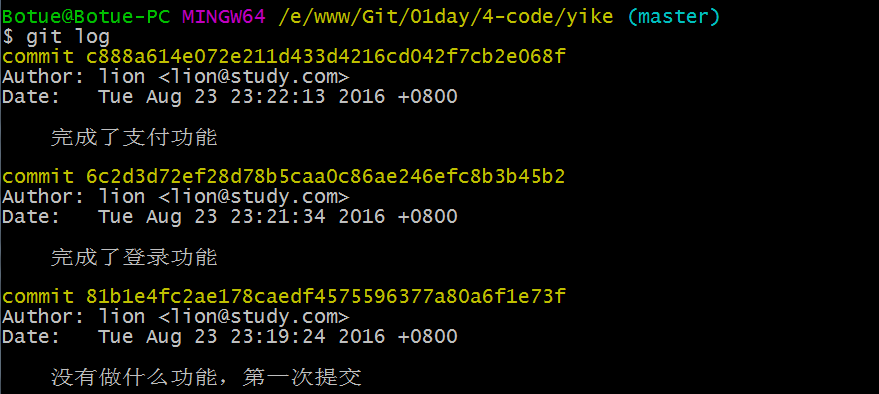 Botue@Botue-PC MINGW64 /e/www/Git/01day/4-code/yike (master)
$ git log
commit c888a614e072e211d433d4216cd042f7cb2e068f
Author: lion <lion@study.com>
Date:   Tue Aug 23 23:22:13 2016 +0800
完成了支付功能
commit 6c2d3d72ef28d78b5caa0c86ae246efc8b3b45b2
Author: lion <lion@study.com>
Date:   Tue Aug 23 23:21:34 2016 +0800
完成了登录功能
commit 81b1e4fc2ae178caedf4575596377a80a6f1e73f
Author: lion <lion@study.com>
Date:   Tue Aug 23 23:19:24 2016 +0800
没有做什么功能，第一次提交